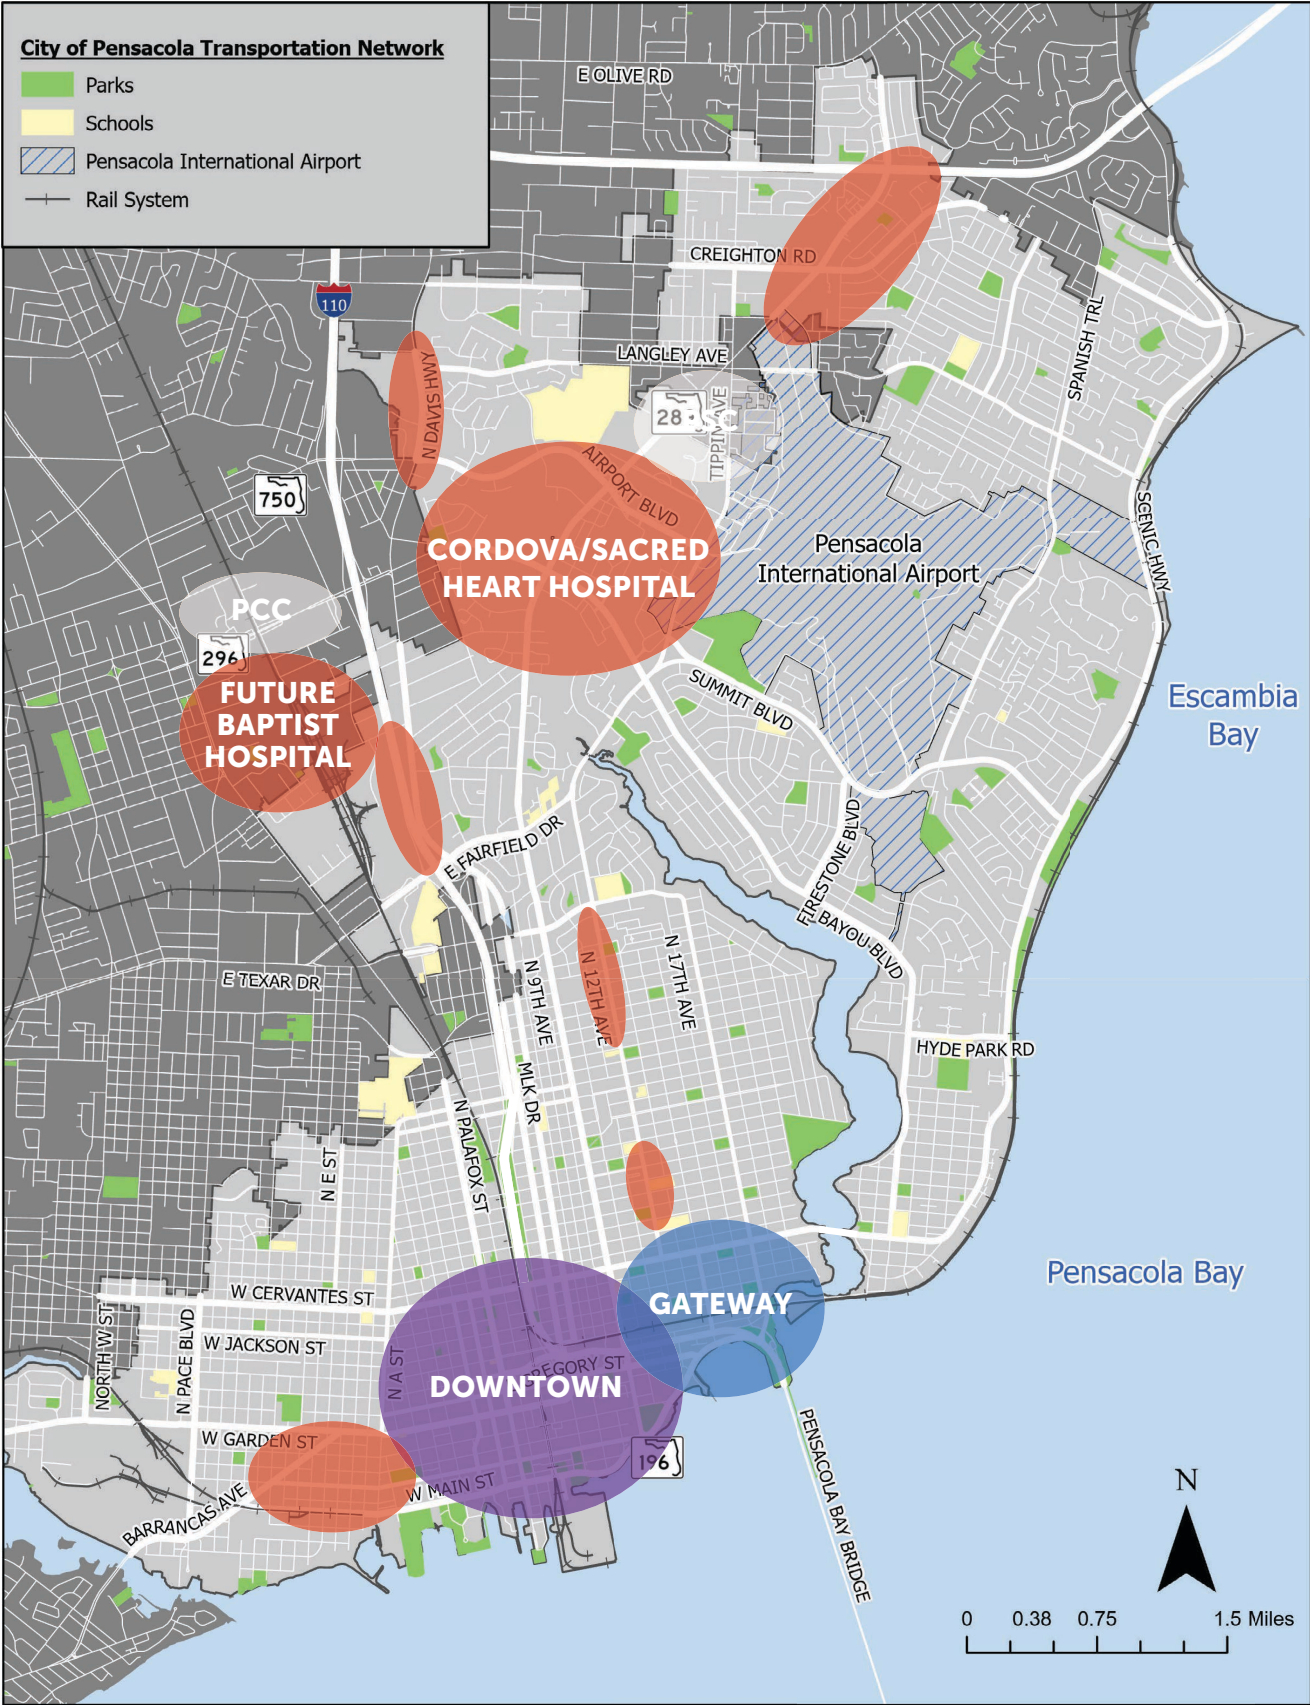 City of Pensacola Transportation Network
Parks
Schools
Pensacola International Airport
Rail System
E OLIVE RD
CREIGHTON RD
110
SPANISH TRL
LANGLEY AVE
N DAVIS HWY
TIPPIN AVE
AIRPORT BLVD
750
SCENIC HWY
CORDOVA/SACRED
HEART HOSPITAL
Pensacola
International Airport
PCC
296
FUTURE
BAPTIST
HOSPITAL
SUMMIT BLVD
Escambia
Bay
E FAIRFIELD DR
FIRESTONE BLVD
BAYOU BLVD
E TEXAR DR
N 9TH AVE
N 12TH AVE
N 17TH AVE
HYDE PARK RD
MLK DR
N PALAFOX ST
N E ST
Pensacola Bay
W CERVANTES ST
GATEWAY
NORTH W ST
N PACE BLVD
W JACKSON ST
N A ST
GREGORY ST
DOWNTOWN
W GARDEN ST
196
W MAIN ST
BARRANCAS AVE
PENSACOLA BAY BRIDGE
N
0 0.38 0.75 1.5 Miles